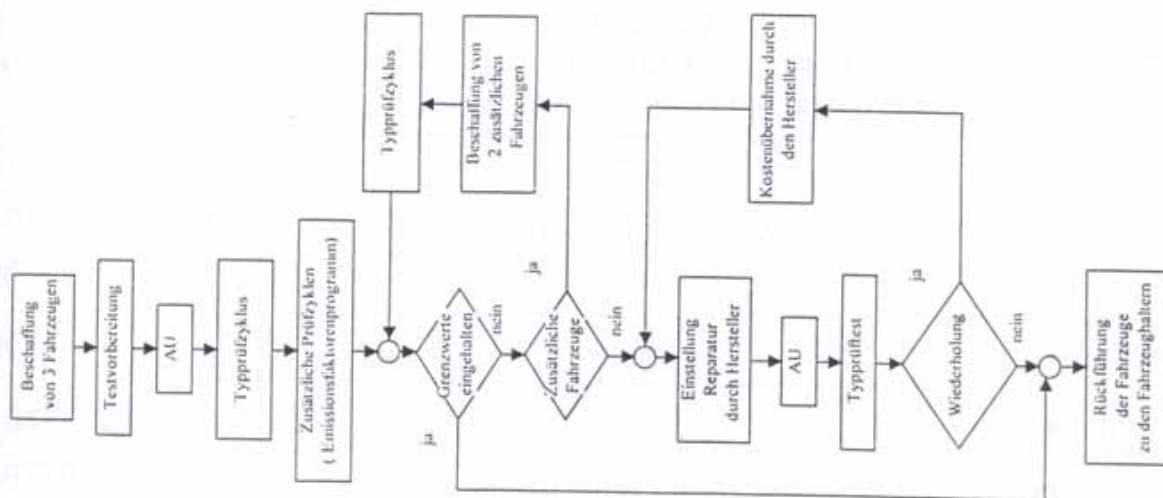 Beschaffung
von 3 Fahrzeugen
Testvorbereitung
AU
Typprüfzyklus
Zusätzliche Prüfzyklen
( Emissionsfaktorenprogramm)
Grenzwerte
eingehalten
ja
nein
Zusätzliche
Fahrzeuge
ja
nein
Beschaffung von
2 zusätzlichen
Fahrzeugen
Typprüfzyklus
Einstellung
Reparatur
durch Hersteller
AU
Typprüftest
Wiederholung
ja
nein
Kostenübernahme durch
den Hersteller
Rückführung
der Fahrzeuge
zu den Fahrzeughaltern